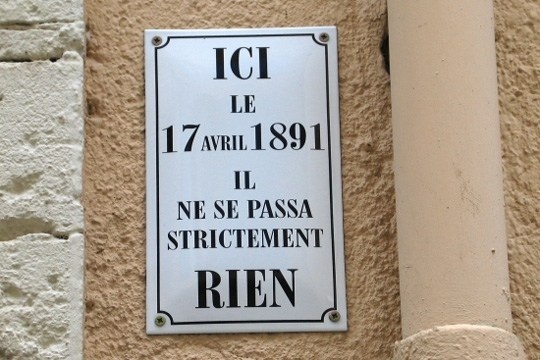 ICI
LE
17 AVRIL 1891
IL
NE SE PASSA
STRICTEMENT
RIEN